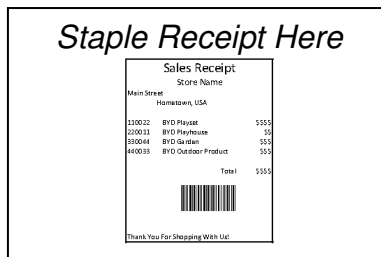 Staple Receipt Here
Sales Receipt
Store Name
Main Street
Hometown, USA
110022 BYD Playset $$$$
220011 BYD Playhouse $$
330044 BYD Garden $$$
440033 BYD Outdoor Product $$$
Total $$$$
Thank You For Shopping With Us!